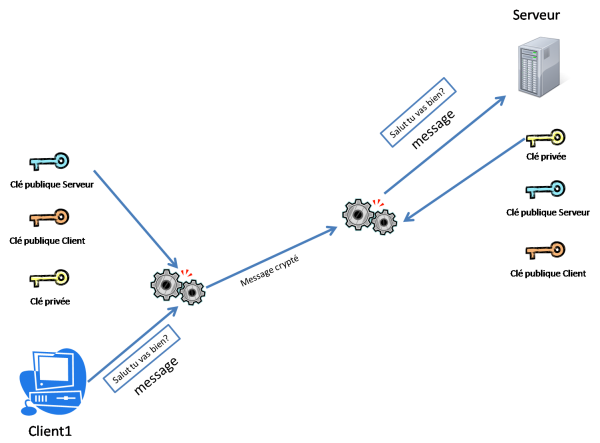 Serveur
Salut tu vas bien?
message
Clé privée
Clé publique Serveur
Clé publique Serveur
Clé publique Client
Clé publique Client
Message crypté
Clé privée
Salut tu vas bien?
message
Client1